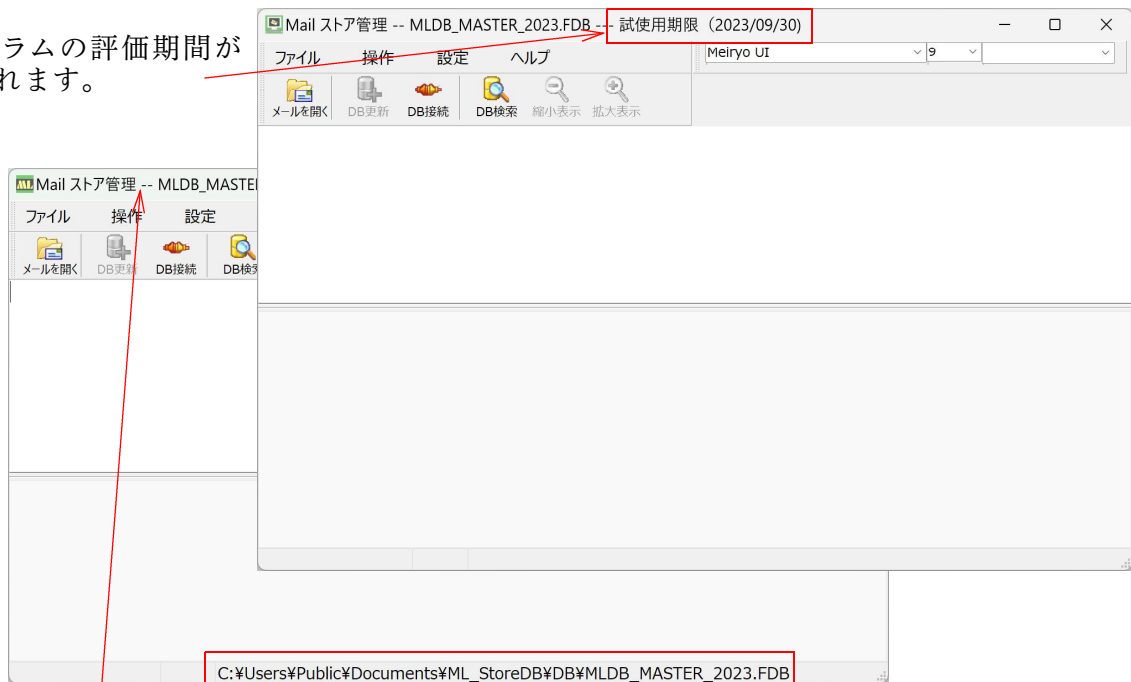 Mail ストア管理 -- MLDB_MASTER_2023.FDB --- 試使用期限（2023/09/30)
ラムの評価期間が
れます。
ファイル 操作 設定 ヘルプ
Meiryo UI 9
メールを開く DB更新 DB接続 DB検索 縮小表示 拡大表示
Mail ストア管理 -- MLDB_MASTE
ファイル 操作 設定
メールを開く DB更新 DB接続 DB検
C:¥Users¥Public¥Documents¥ML_StoreDB¥DB¥MLDB_MASTER_2023.FDB